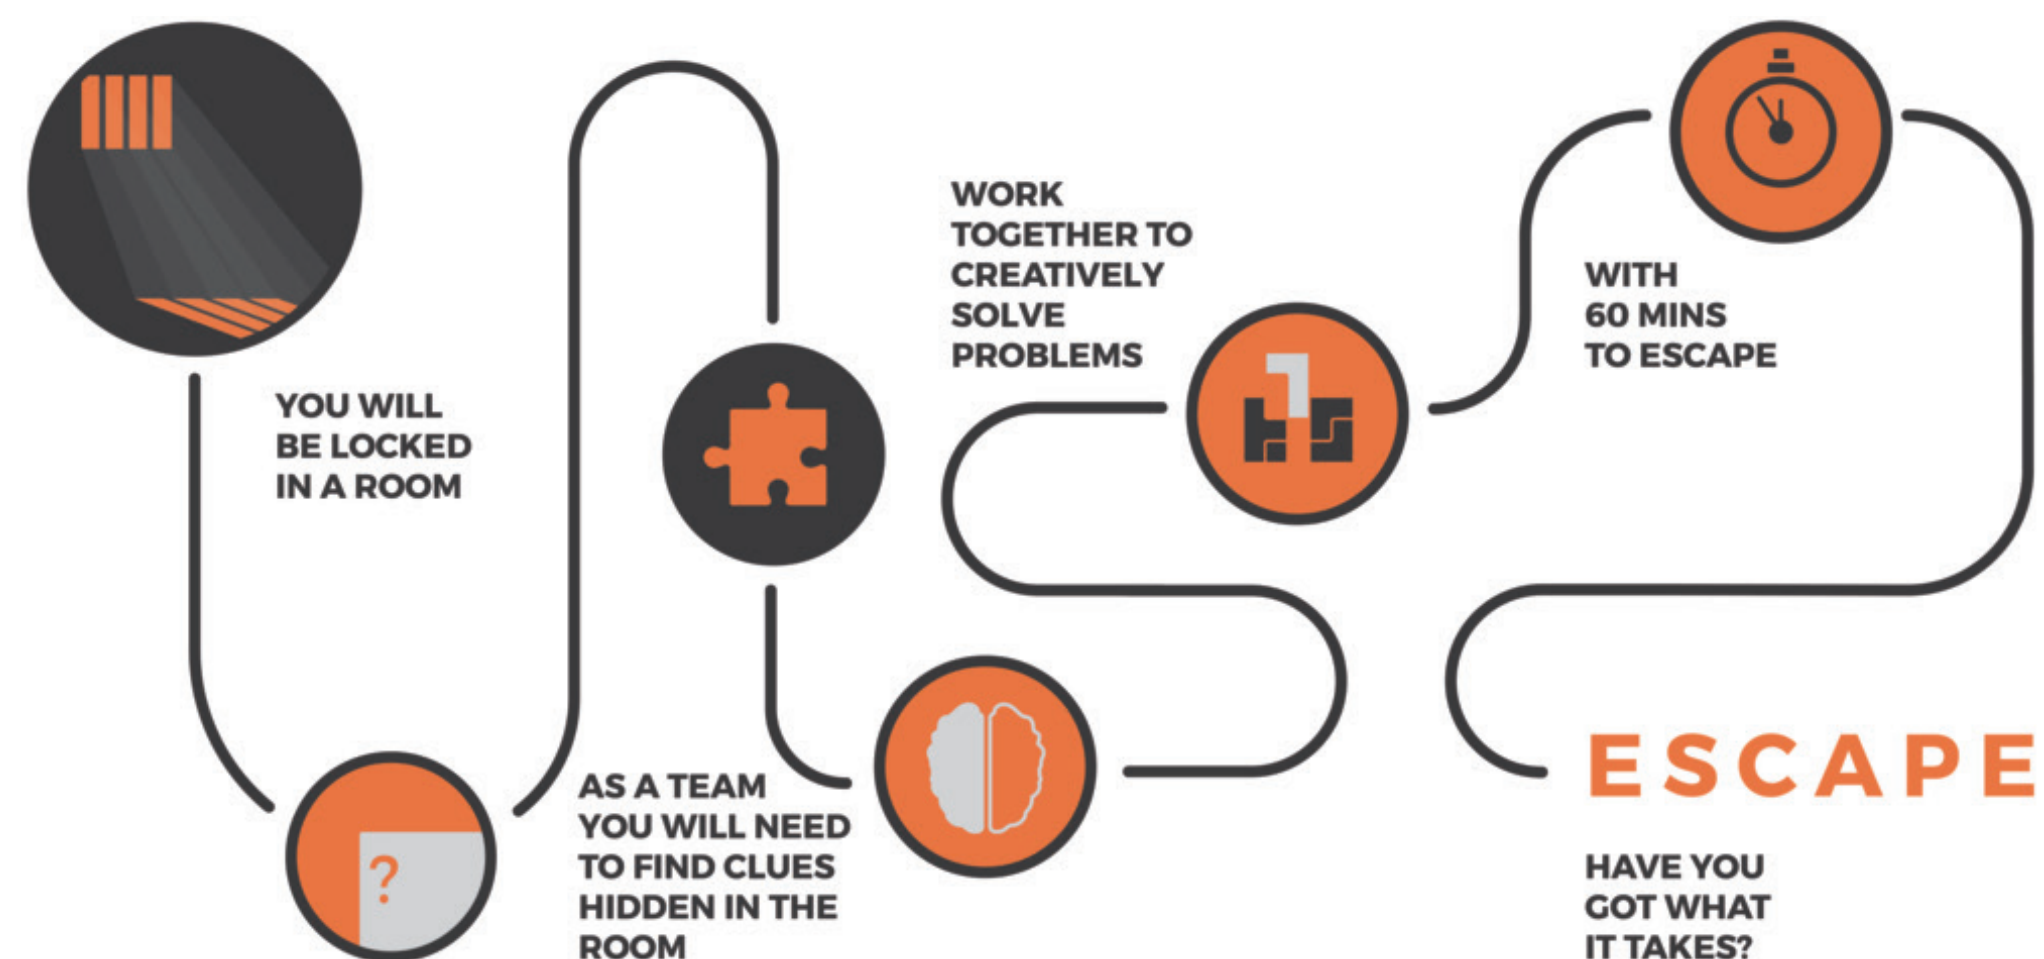 YOU WILL
BE LOCKED
IN A ROOM
?
AS A TEAM
YOU WILL NEED
TO FIND CLUES
HIDDEN IN THE
ROOM
WORK
TOGETHER TO
CREATIVELY
SOLVE
PROBLEMS
WITH
60 MINS
TO ESCAPE
ESCAPE
HAVE YOU
GOT WHAT
IT TAKES?